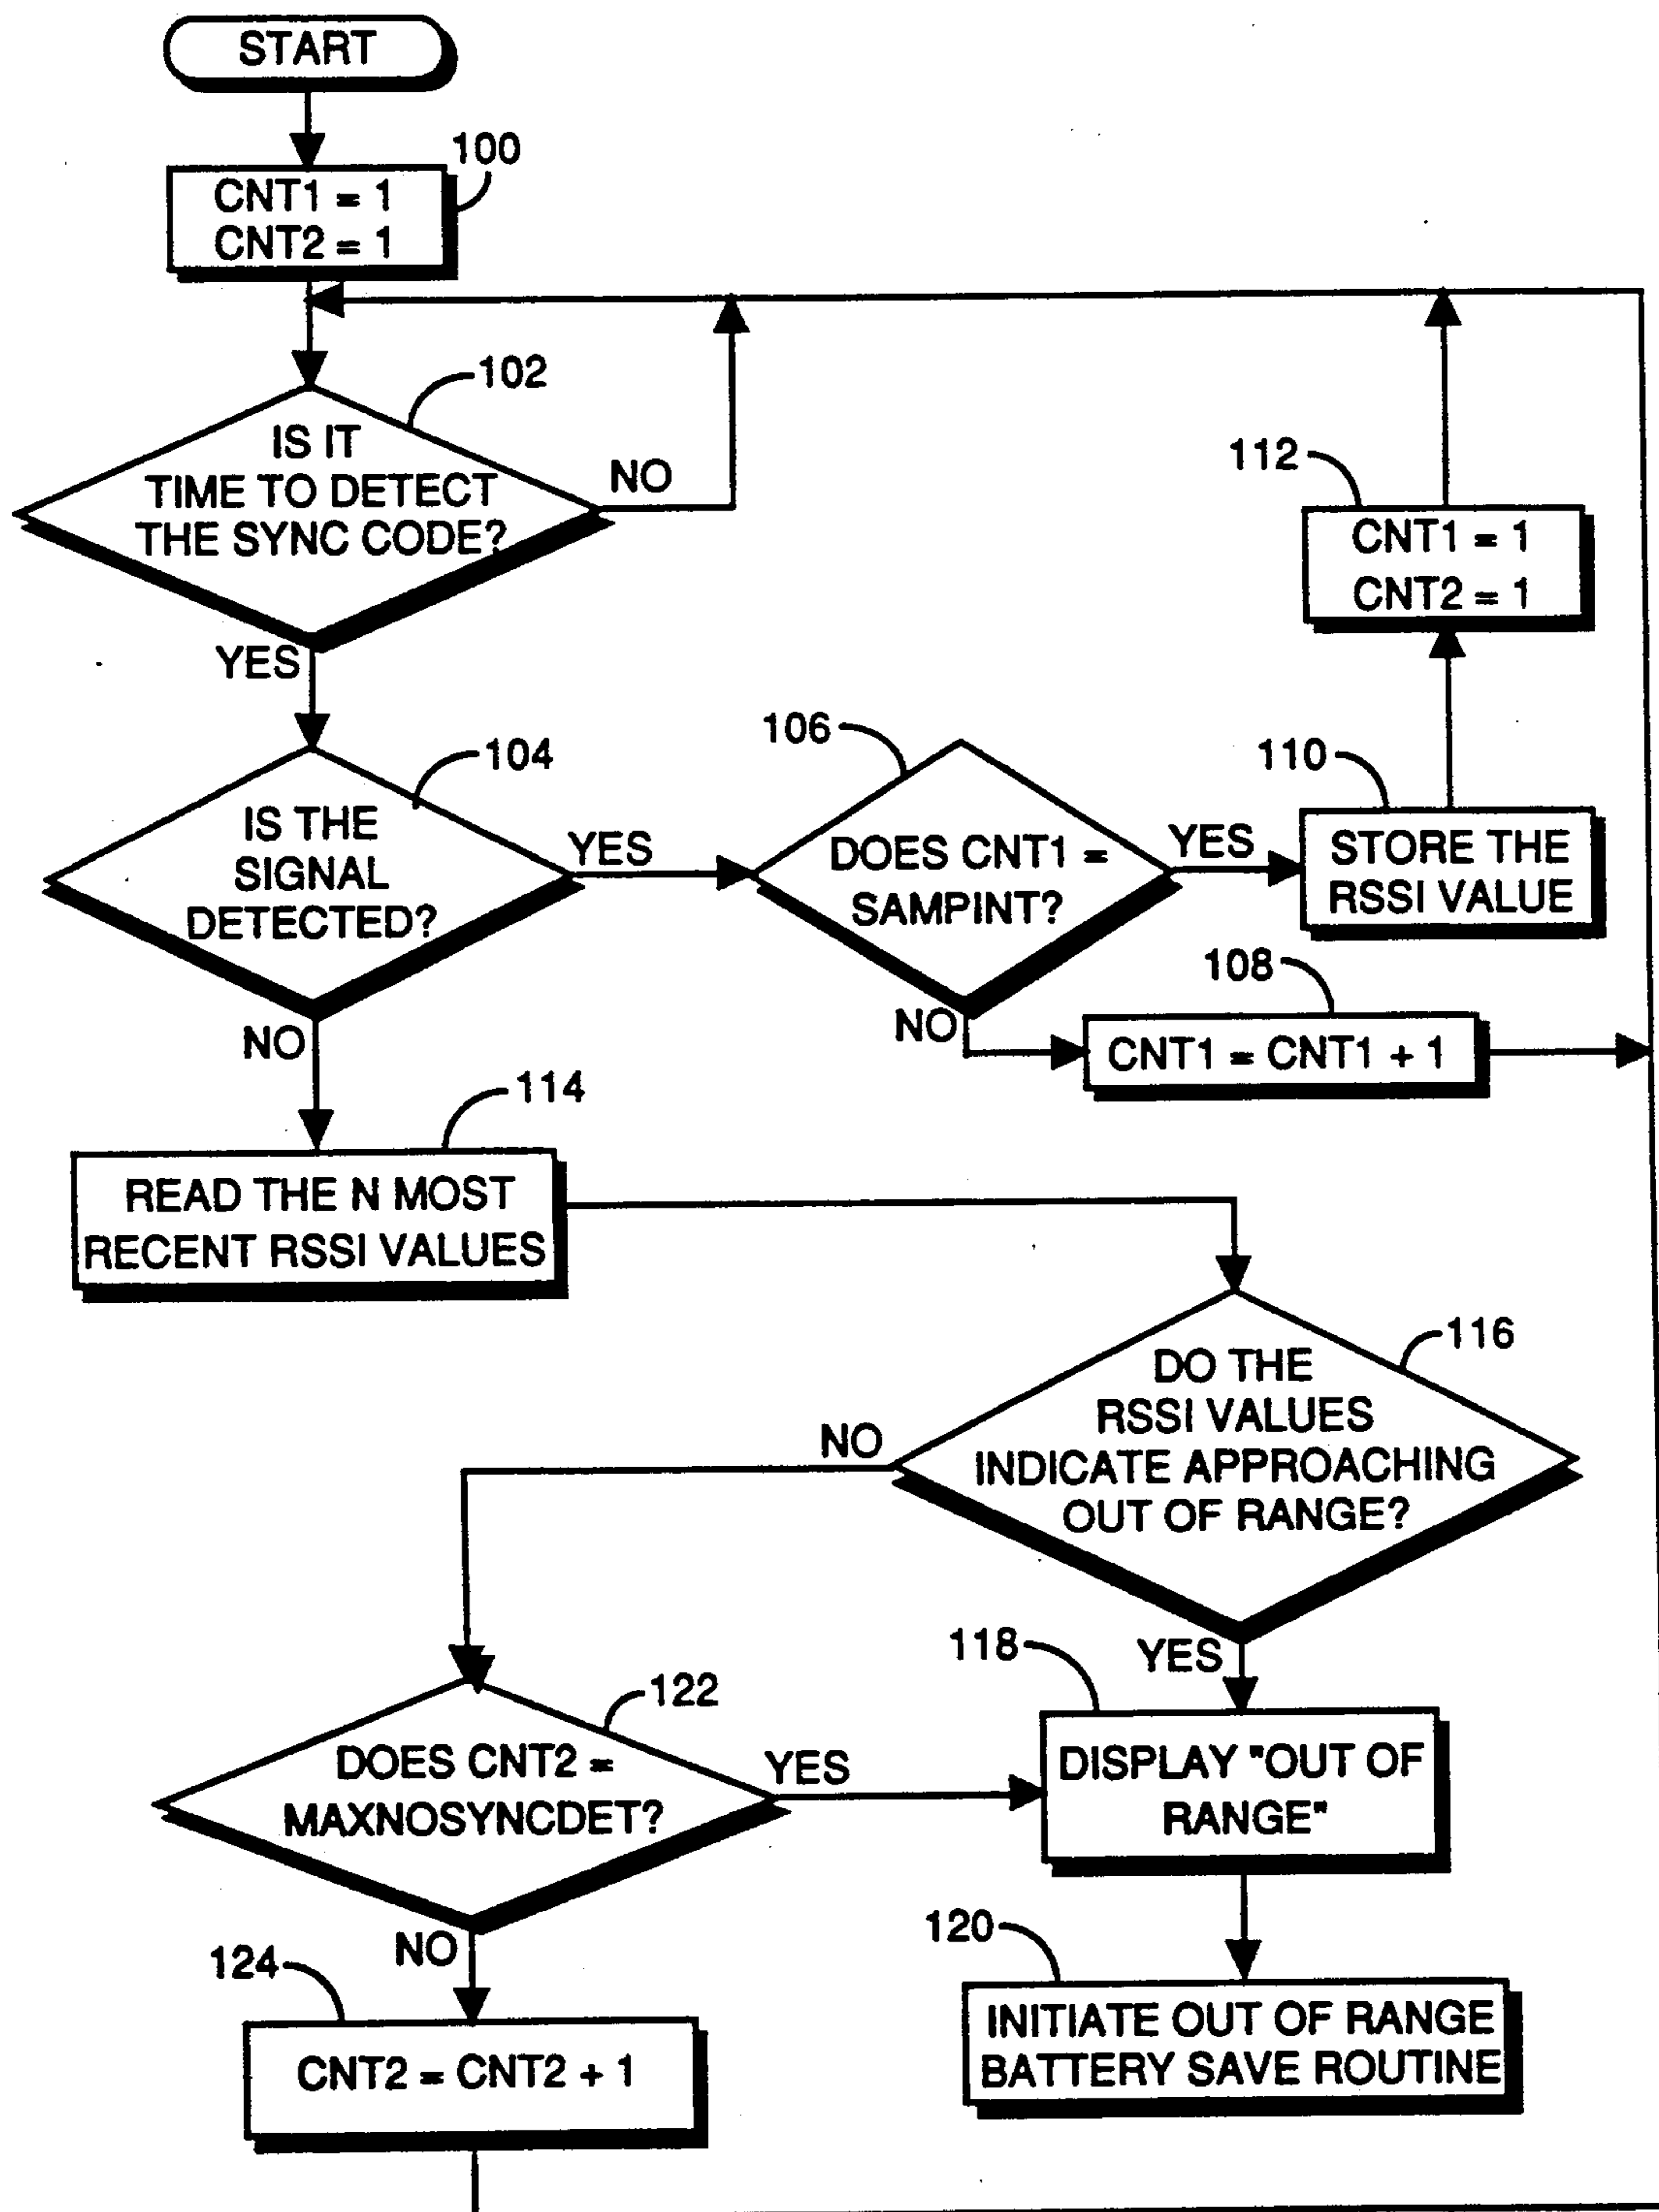 START
100
CNT1 = 1
CNT2 = 1
102
IS IT
TIME TO DETECT
THE SYNC CODE?
NO
YES
112
CNT1 = 1
CNT2 = 1
104
IS THE
SIGNAL
DETECTED?
YES
NO
106
DOES CNT1 =
SAMPINT?
YES
NO
110
STORE THE
RSSI VALUE
108
CNT1 = CNT1 + 1
114
READ THE N MOST
RECENT RSSI VALUES
116
DO THE
RSSI VALUES
INDICATE APPROACHING
OUT OF RANGE?
NO
YES
122
DOES CNT2 =
MAXNOSYNCDET?
YES
NO
118
DISPLAY "OUT OF
RANGE"
120
INITIATE OUT OF RANGE
BATTERY SAVE ROUTINE
124
CNT2 = CNT2 + 1